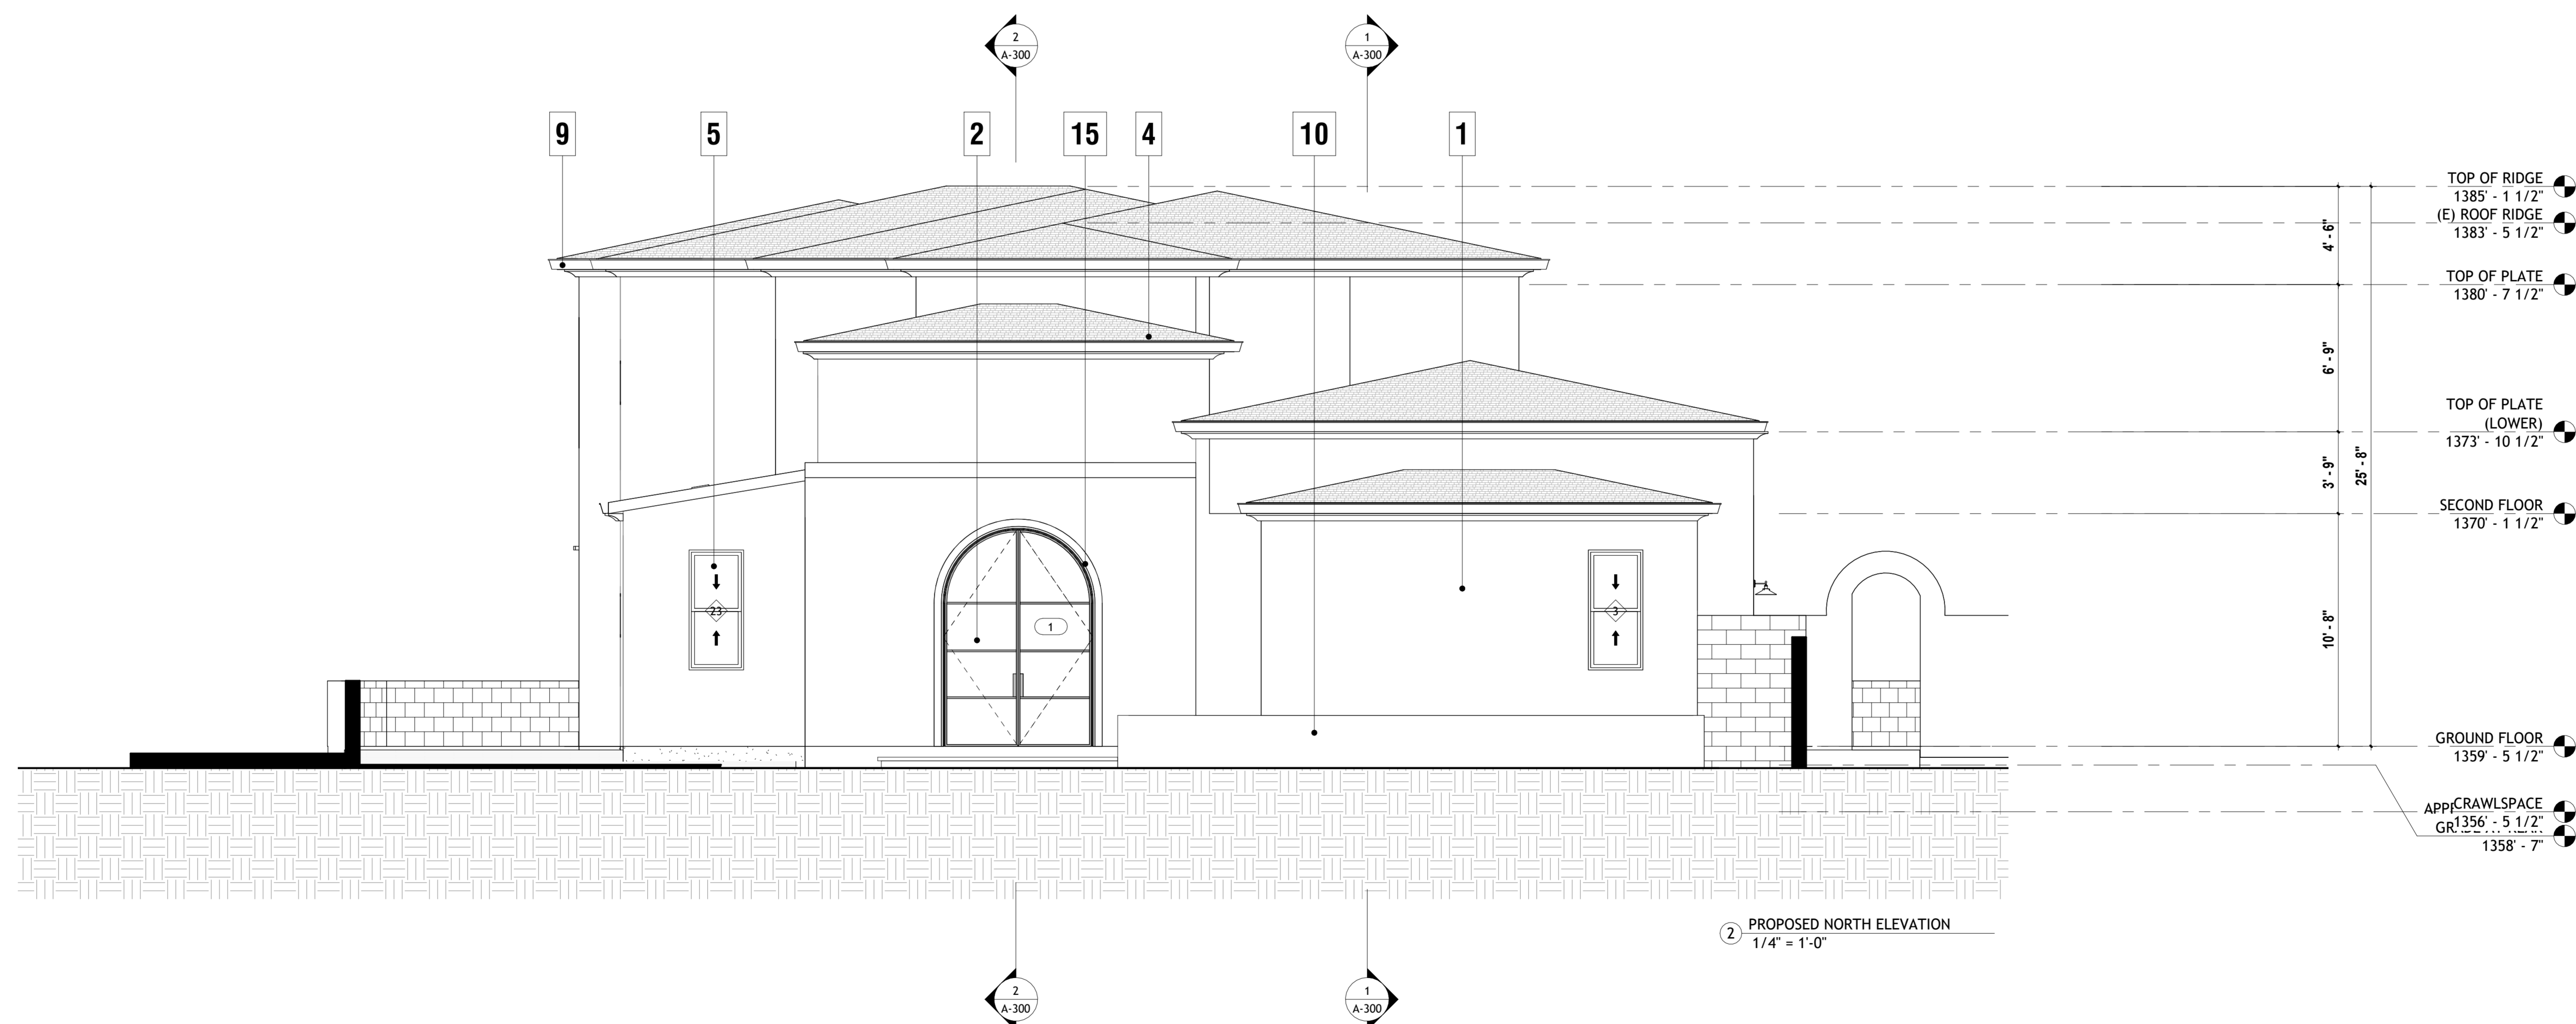 2
A-300
1
A-300
9
5
2
15
4
10
1
TOP OF RIDGE
1385' - 1 1/2"
(E) ROOF RIDGE
1383' - 5 1/2"
4' - 6"
TOP OF PLATE
1380' - 7 1/2"
6' - 9"
TOP OF PLATE
(LOWER)
1373' - 10 1/2"
3' - 9"
25' - 8"
SECOND FLOOR
1370' - 1 1/2"
23
1
3
10' - 8"
GROUND FLOOR
1359' - 5 1/2"
CRAWLSPACE
1356' - 5 1/2"
1358' - 7"
2
PROPOSED NORTH ELEVATION
1/4" = 1'-0"
2
A-300
1
A-300